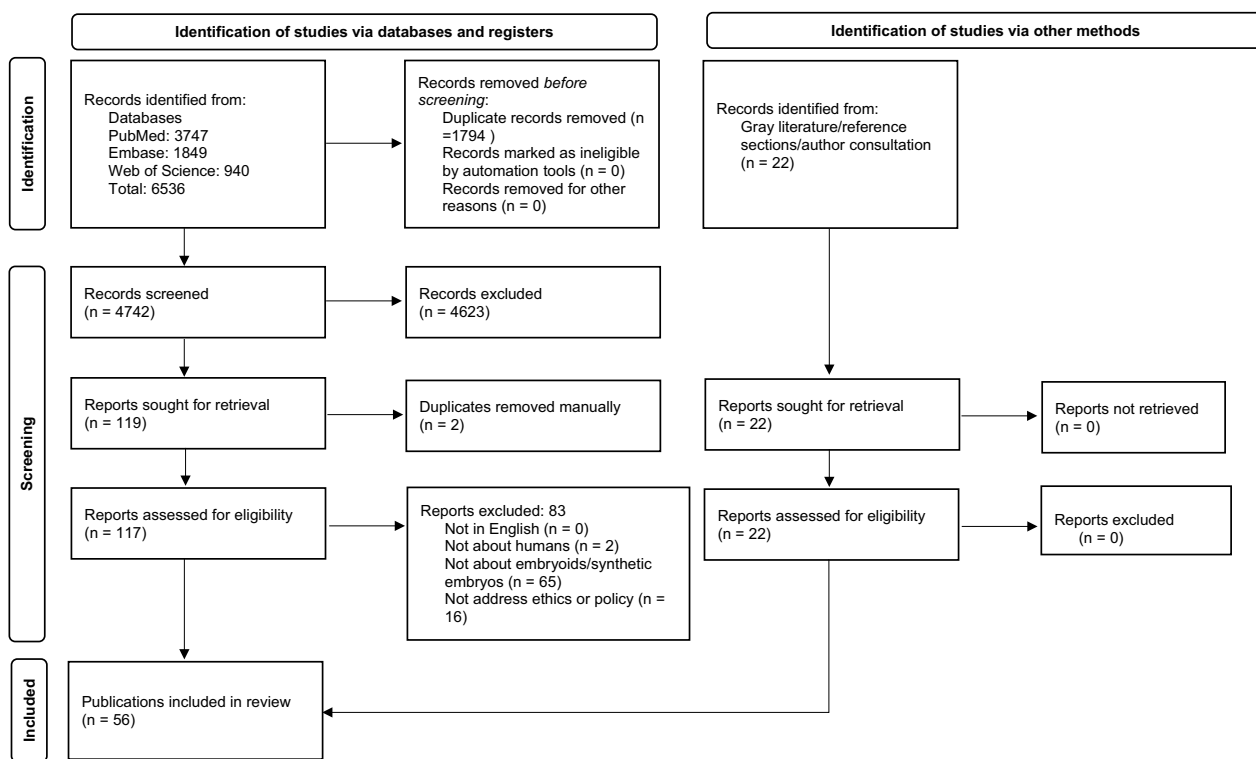 Identification of studies via databases and registers
Identification of studies via other methods
Identification
Records identified from:
Databases
PubMed: 3747
Embase: 1849
Web of Science: 940
Total: 6536
Records removed before
screening:
Duplicate records removed (n
=1794 )
Records marked as ineligible
by automation tools (n = 0)
Records removed for other
reasons (n = 0)
Records identified from:
Gray literature/reference
sections/author consultation
(n = 22)
Screening
Records screened
(n = 4742)
Records excluded
(n = 4623)
Reports sought for retrieval
(n = 119)
Duplicates removed manually
(n = 2)
Reports sought for retrieval
(n = 22)
Reports not retrieved
(n = 0)
Reports assessed for eligibility
(n = 117)
Reports excluded: 83
Not in English (n = 0)
Not about humans (n = 2)
Not about embryoids/synthetic
embryos (n = 65)
Not address ethics or policy (n =
16)
Reports assessed for eligibility
(n = 22)
Reports excluded
(n = 0)
Included
Publications included in review
(n = 56)